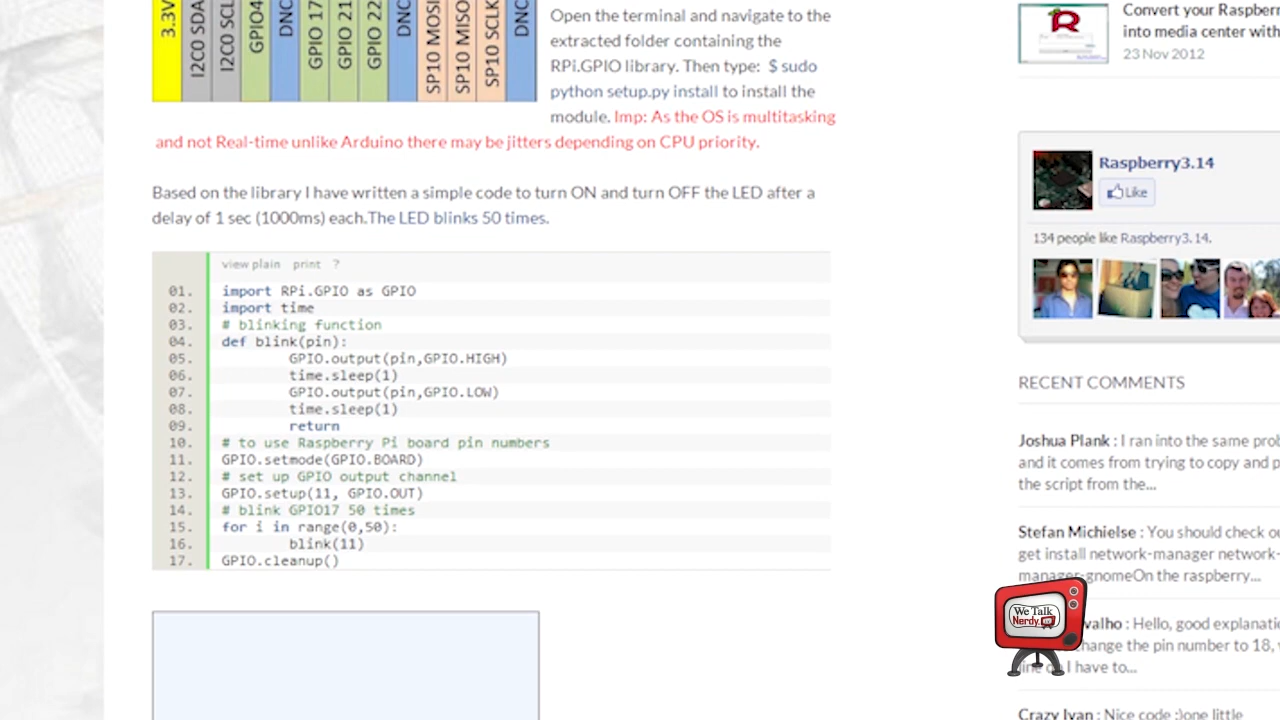 3.3V
I2C0 SDA
I2C0 SCL
GPIO4
DNC
GPIO 17
GPIO 21
GPIO 22
DNC
SP10 MOSI
SP10 MISO
SP10 SCLK
DNC
Open the terminal and navigate to the
extracted folder containing the
RPi.GPIO library. Then type: $ sudo
python setup.py install to install the
module. Imp: As the OS is multitasking
and not Real-time unlike Arduino there may be jitters depending on CPU priority.
Based on the library I have written a simple code to turn ON and turn OFF the LED after a
delay of 1 sec (1000ms) each.The LED blinks 50 times.
view plain print ?
01. import RPi.GPIO as GPIO
02. import time
03. # blinking function
04. def blink(pin):
05. GPIO.output(pin,GPIO.HIGH)
06. time.sleep(1)
07. GPIO.output(pin,GPIO.LOW)
08. time.sleep(1)
09. return
10. # to use Raspberry Pi board pin numbers
11. GPIO.setmode(GPIO.BOARD)
12. # set up GPIO output channel
13. GPIO.setup(11, GPIO.OUT)
14. # blink GPIO17 50 times
15. for i in range(0,50):
16. blink(11)
17. GPIO.cleanup()
Convert your Raspberr
into media center with
23 Nov 2012
Raspberry3.14
Like
134 people like Raspberry3.14.
RECENT COMMENTS
Joshua Plank : I ran into the same prob
and it comes from trying to copy and p
the script from the...
Stefan Michielse : You should check ou
get install network-manager network-
manager-gnomeOn the raspberry...
valho : Hello, good explanatio
hange the pin number to 18,
I have to...
Crazy Ivan : Nice code :)one little
We Talk
Nerdy